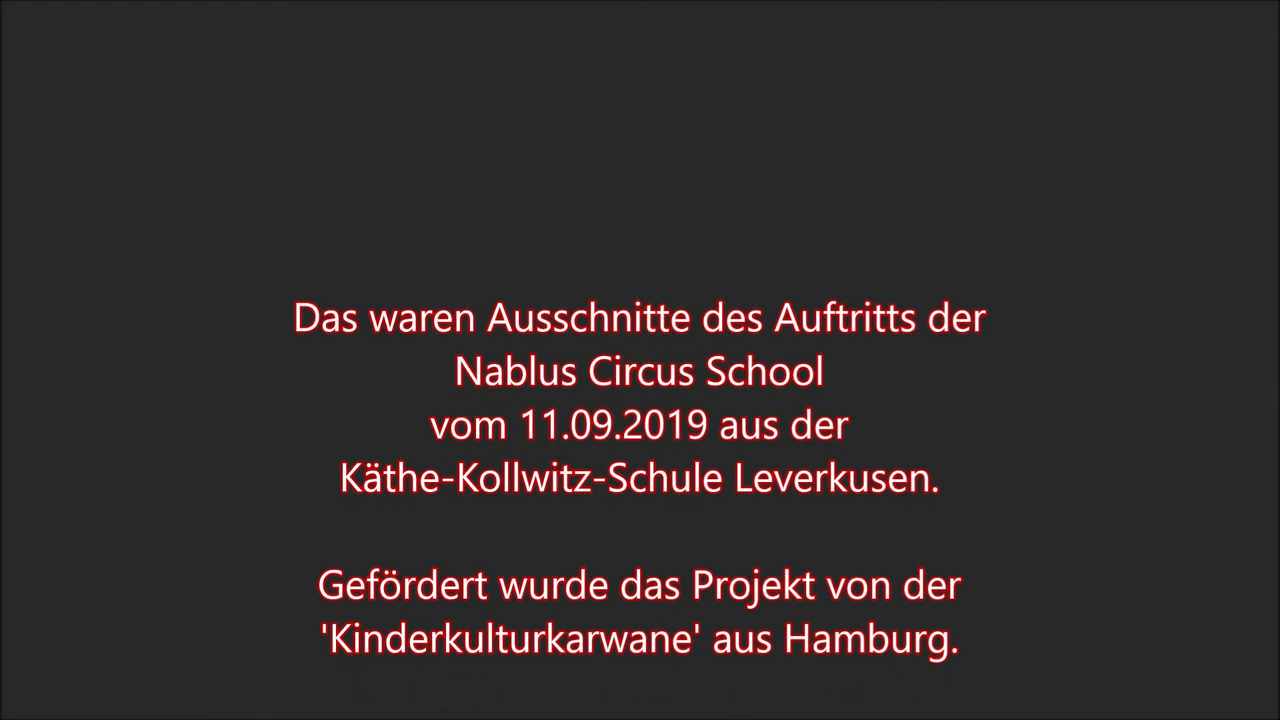 Das waren Ausschnitte des Auftritts der
Nablus Circus School
vom 11.09.2019 aus der
Käthe-Kollwitz-Schule Leverkusen.
Gefördert wurde das Projekt von der
'Kinderkulturkarwane' aus Hamburg.